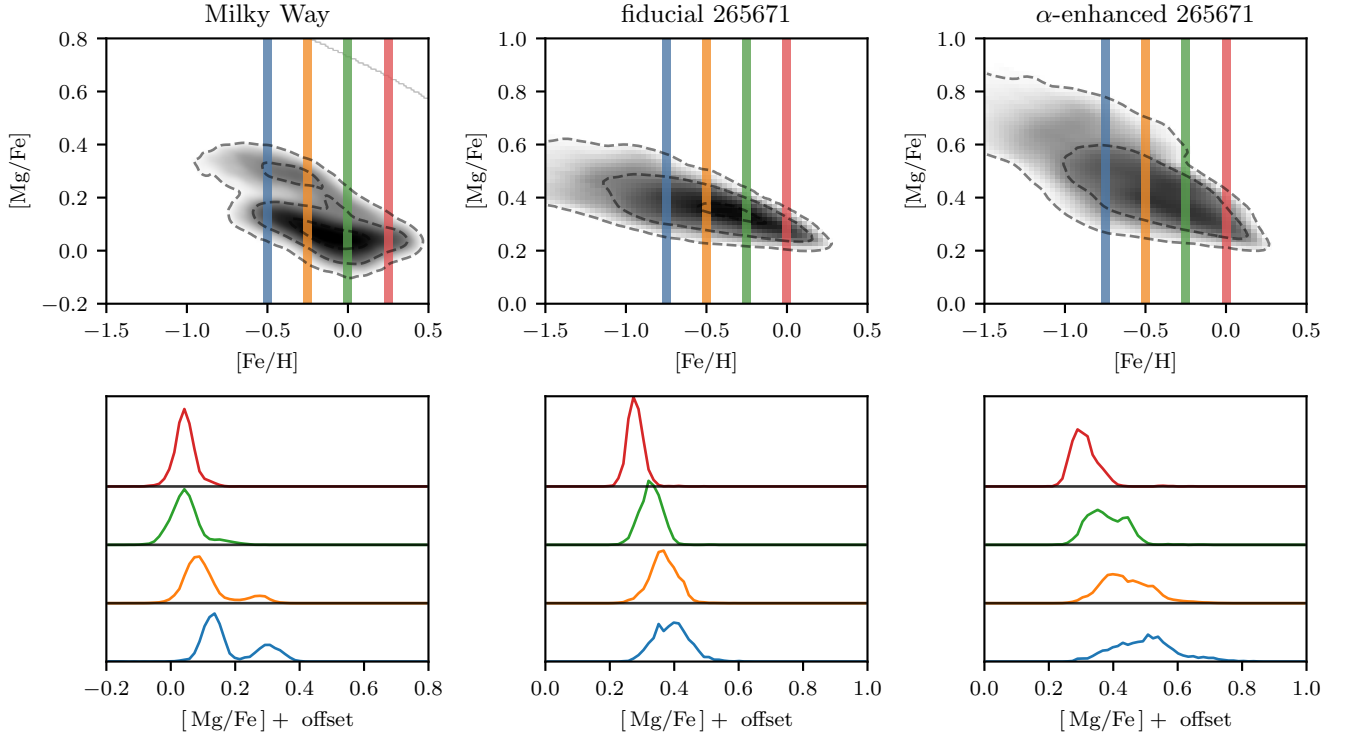 Milky Way
fiducial 265671
α-enhanced 265671
0.8
0.6
0.4
0.2
0.0
−0.2
[Mg/Fe]
−1.5 −1.0 −0.5 0.0 0.5
[Fe/H]
1.0
0.8
0.6
0.4
0.2
0.0
[Mg/Fe]
−1.5 −1.0 −0.5 0.0 0.5
[Fe/H]
1.0
0.8
0.6
0.4
0.2
0.0
[Mg/Fe]
−1.5 −1.0 −0.5 0.0 0.5
[Fe/H]
−0.2 0.0 0.2 0.4 0.6 0.8
[Mg/Fe] + offset
0.0 0.2 0.4 0.6 0.8 1.0
[Mg/Fe] + offset
0.0 0.2 0.4 0.6 0.8 1.0
[Mg/Fe] + offset